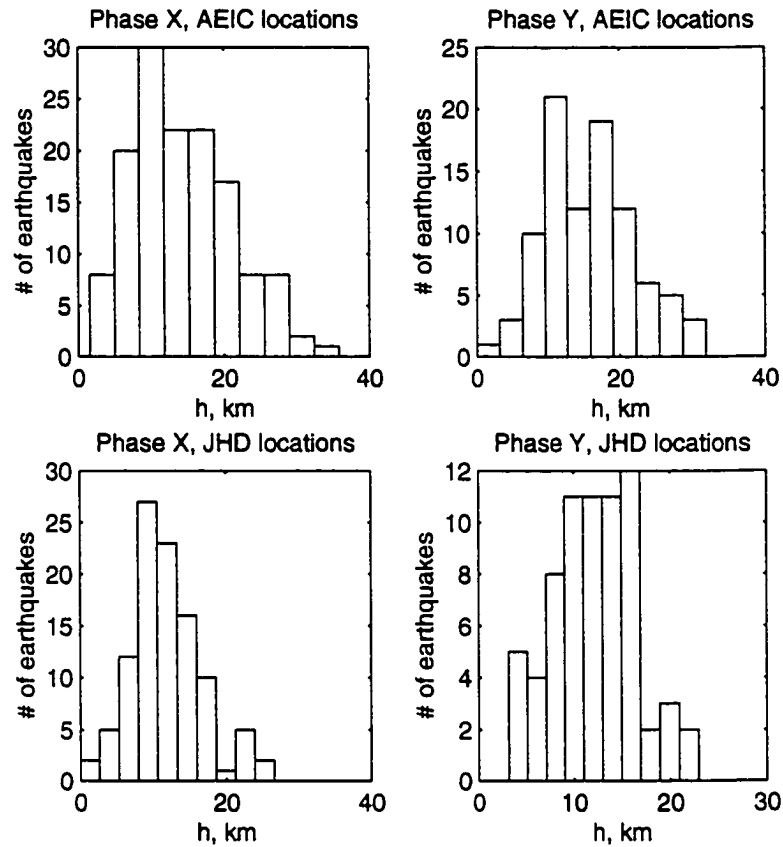 Phase X, AEIC locations
# of earthquakes
30
25
20
15
10
5
0
0 20 40
h, km
Phase Y, AEIC locations
# of earthquakes
25
20
15
10
5
0
0 20 40
h, km
Phase X, JHD locations
# of earthquakes
30
25
20
15
10
5
0
0 20 40
h, km
Phase Y, JHD locations
# of earthquakes
12
10
8
6
4
2
0
0 10 20 30
h, km